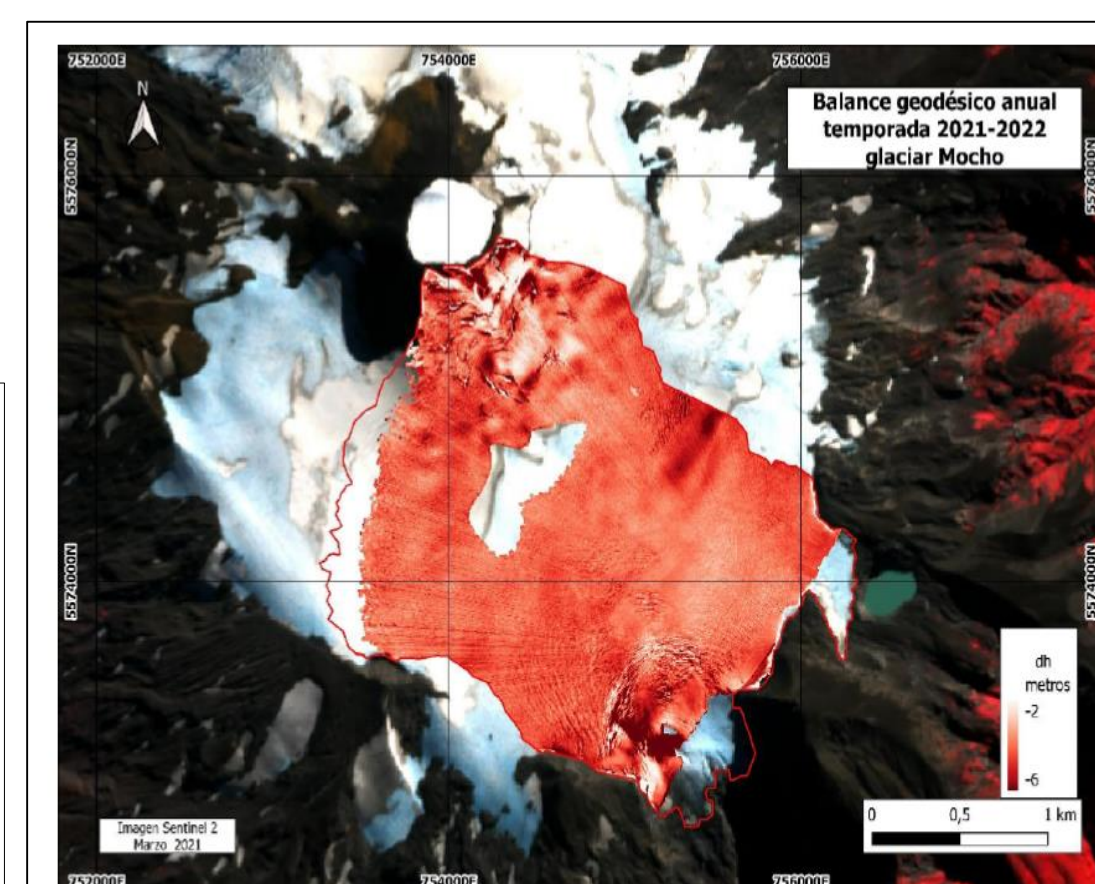 752000E
754000E
756000E
N
Balance geodésico anual
temporada 2021-2022
glaciar Mocho
5576000N
5576000N
5574000N
5574000N
dh
metros
-2
-6
0 0,5 1 km
Imagen Sentinel 2
Marzo 2021
752000E
754000E
756000E